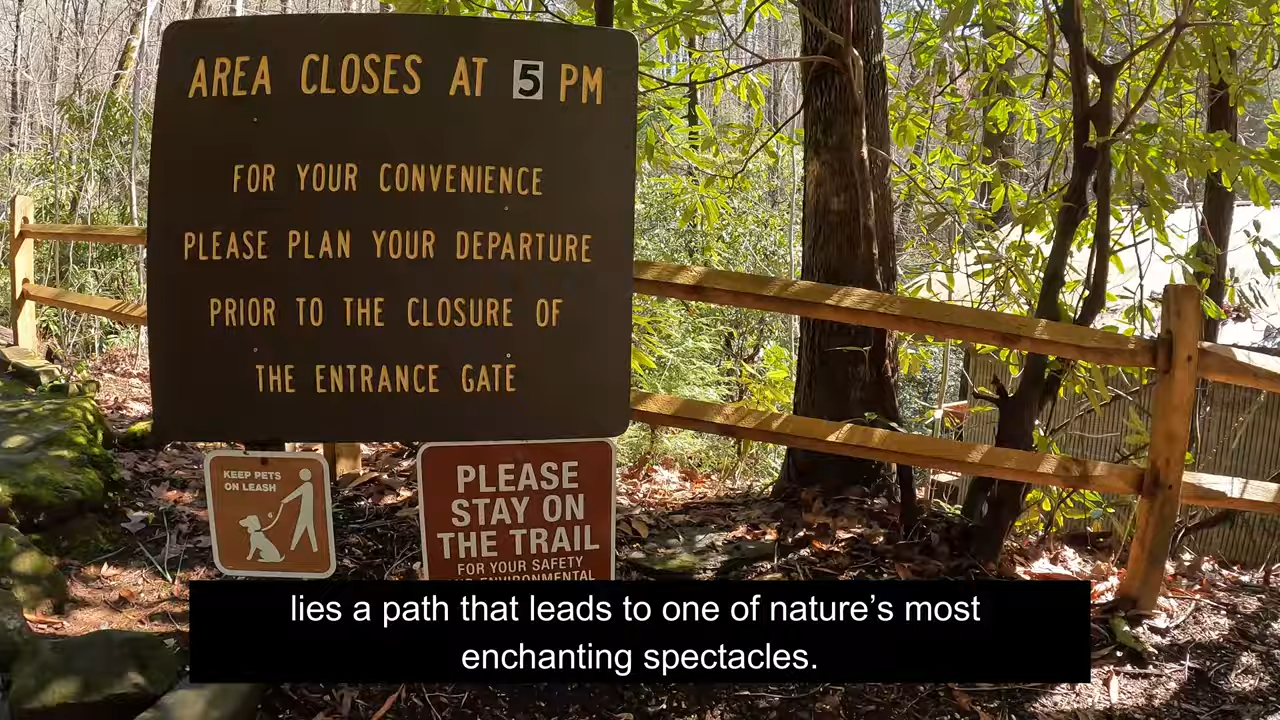 AREA CLOSES AT 5 PM
FOR YOUR CONVENIENCE
PLEASE PLAN YOUR DEPARTURE
PRIOR TO THE CLOSURE OF
THE ENTRANCE GATE
KEEP PETS
ON LEASH
PLEASE
STAY ON
THE TRAIL
FOR YOUR SAFETY
ENVIRONMENTAL
lies a path that leads to one of nature’s most
enchanting spectacles.